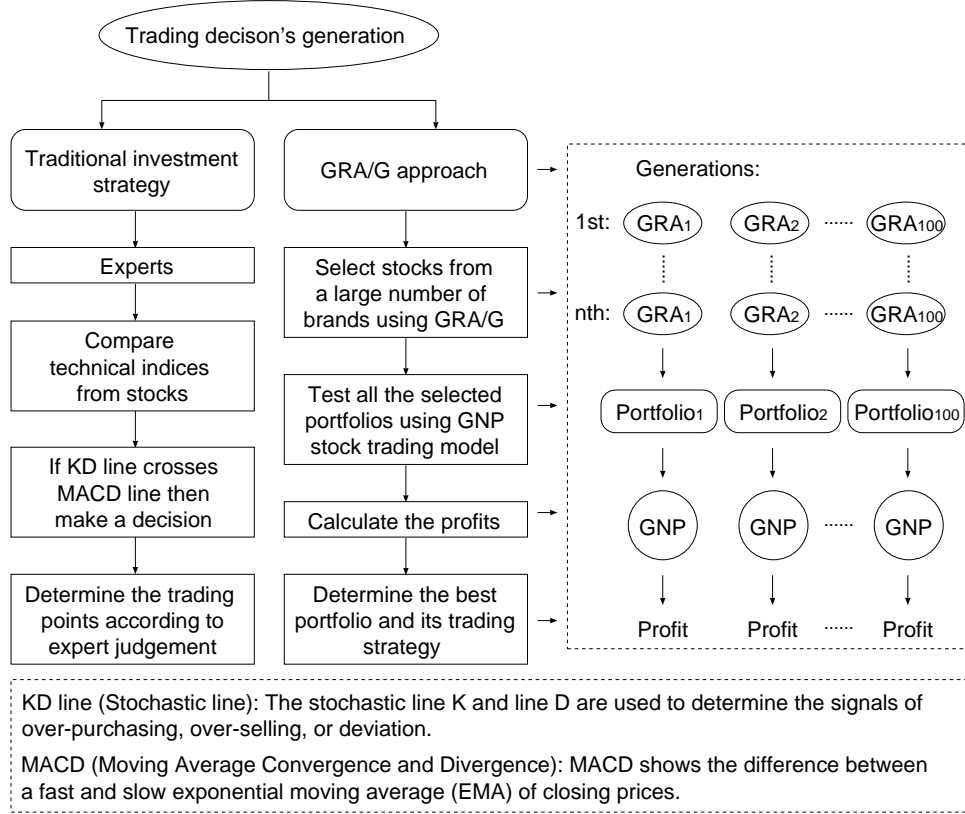 Trading decison's generation
Traditional investment
strategy
Experts
Compare
technical indices
from stocks
If KD line crosses
MACD line then
make a decision
Determine the trading
points according to
expert judgement
GRA/G approach
Select stocks from
a large number of
brands using GRA/G
Test all the selected
portfolios using GNP
stock trading model
Calculate the profits
Determine the best
portfolio and its trading
strategy
Generations:
1st: GRA1 GRA2 ...... GRA100
nth: GRA1 GRA2 ...... GRA100
Portfolio1 Portfolio2 Portfolio100
GNP GNP ...... GNP
Profit Profit ...... Profit
KD line (Stochastic line): The stochastic line K and line D are used to determine the signals of
over-purchasing, over-selling, or deviation.
MACD (Moving Average Convergence and Divergence): MACD shows the difference between
a fast and slow exponential moving average (EMA) of closing prices.